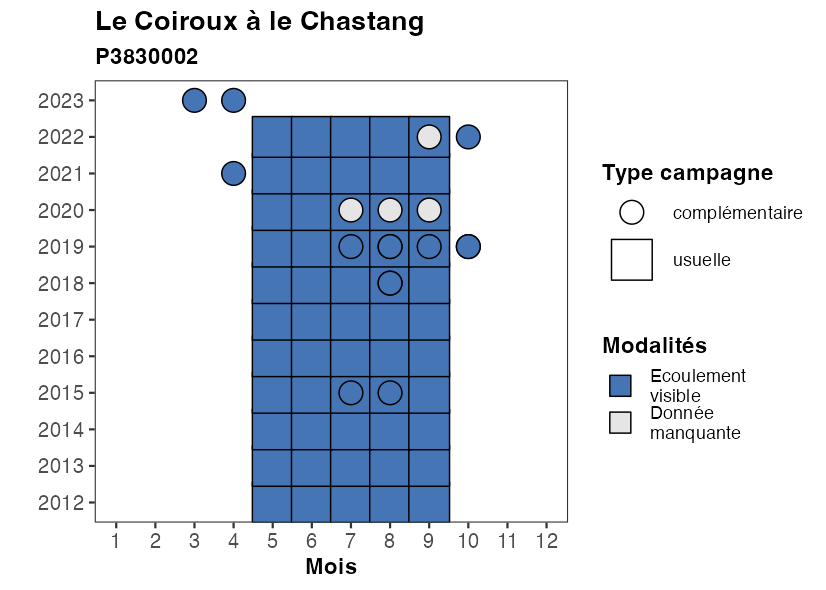 Le Coiroux à le Chastang
P3830002
2023
2022
2021
2020
2019
2018
2017
2016
2015
2014
2013
2012
1 2 3 4 5 6 7 8 9 10 11 12
Mois
Type campagne
complémentaire
usuelle
Modalités
Ecoulement
visible
Donnée
manquante